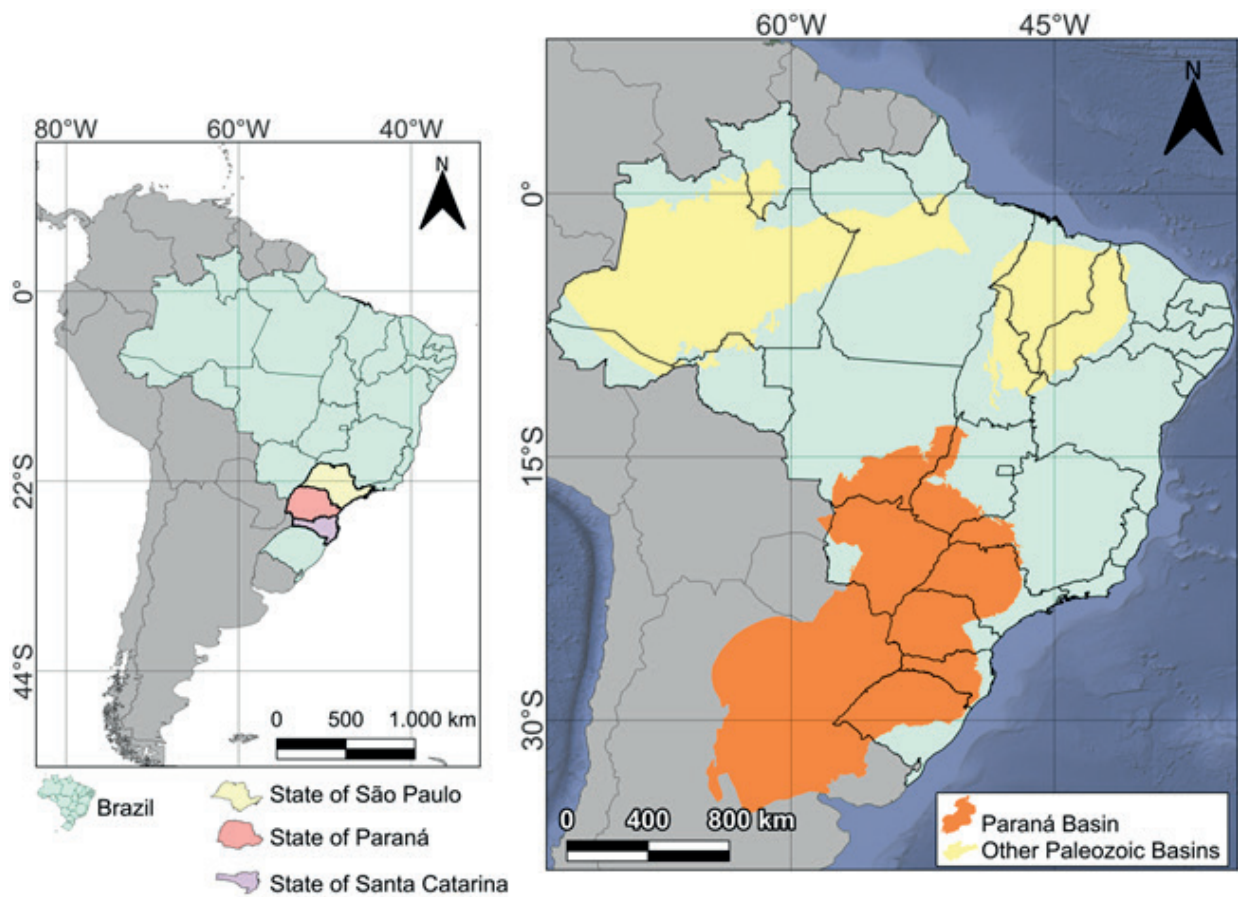 80°W 60°W 40°W
N
0°
22°S
44°S
0 500 1.000 km
Brazil
State of São Paulo
State of Paraná
State of Santa Catarina
60°W 45°W
N
0°
15°S
30°S
0 400 800 km
Paraná Basin
Other Paleozoic Basins